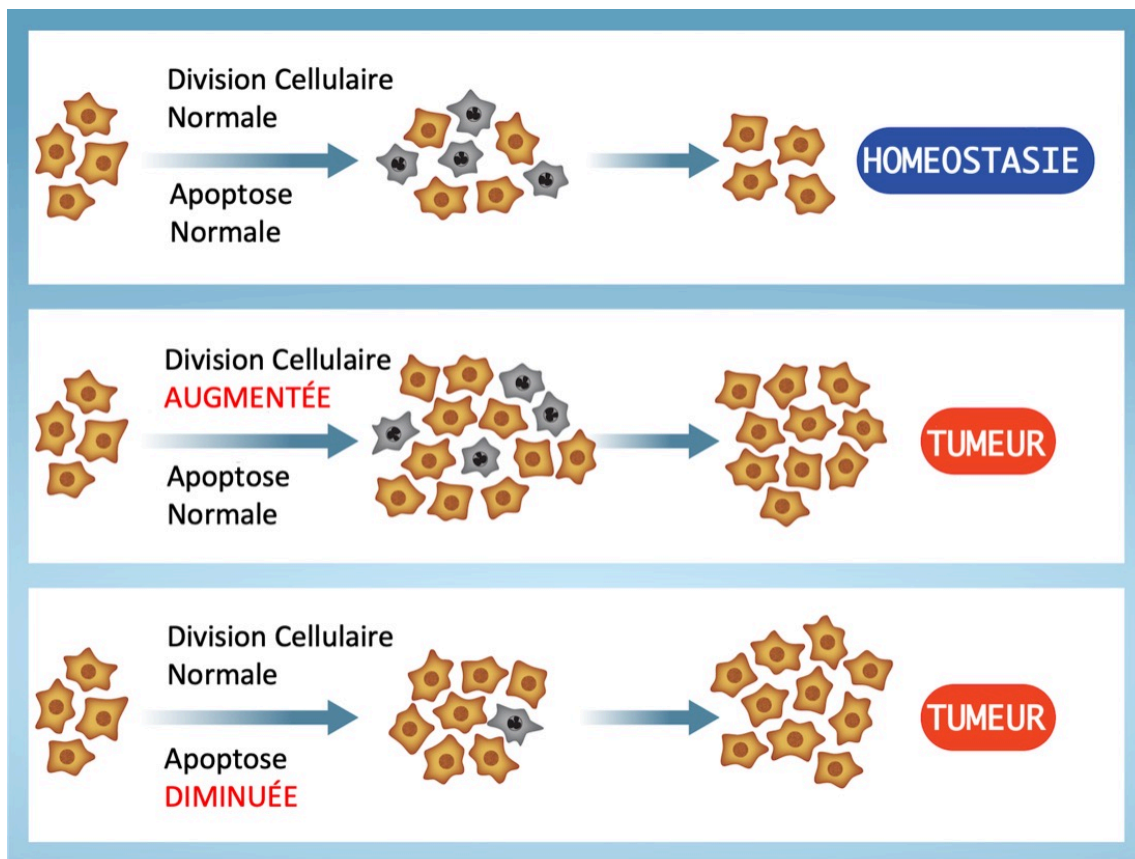 Division Cellulaire
Normale
Apoptose
Normale
HOMEOSTASIE
Division Cellulaire
AUGMENTÉE
Apoptose
Normale
TUMEUR
Division Cellulaire
Normale
Apoptose
DIMINUÉE
TUMEUR